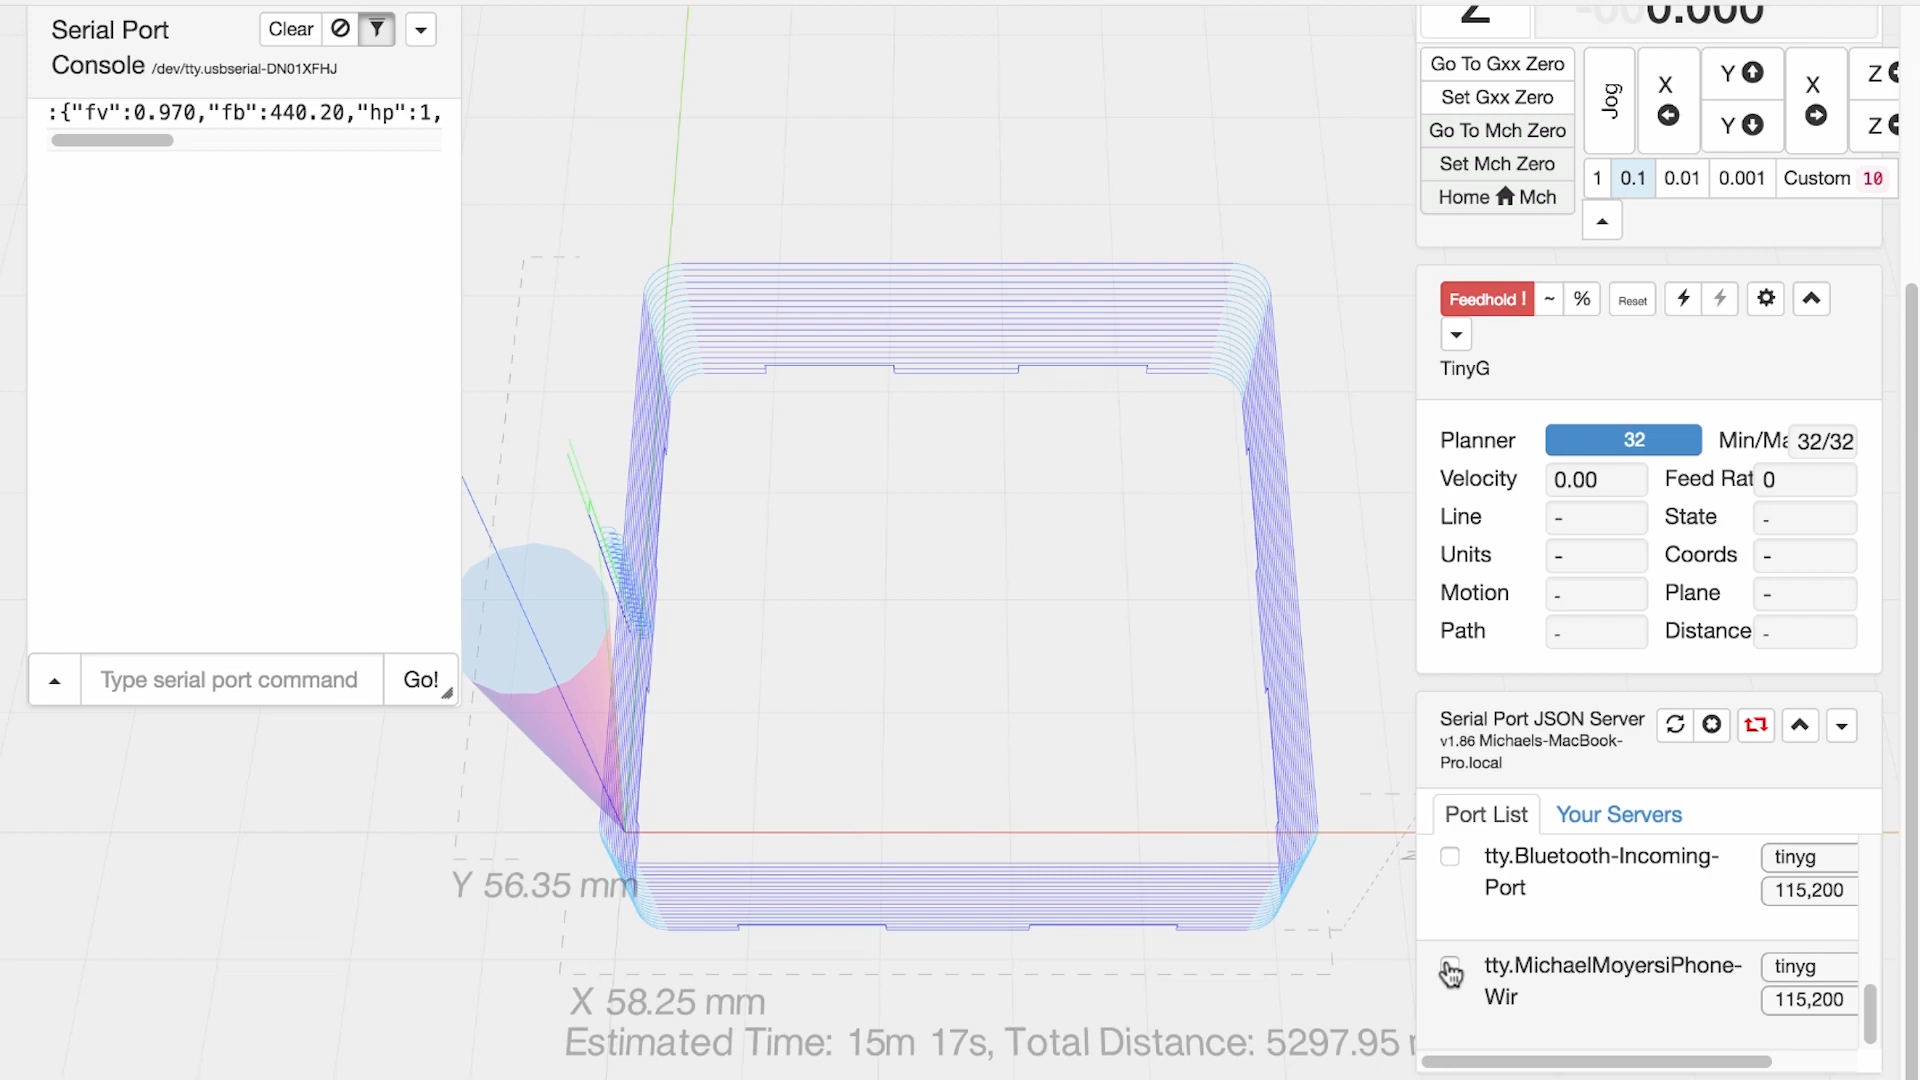 Serial Port
Console /dev/tty.usbserial-DN01XFHJ
Clear
:{"fv":0.970,"fb":440.20,"hp":1,
Type serial port command
Go!
Y 56.35 mm
X 58.25 mm
Estimated Time: 15m 17s, Total Distance: 5297.95
Z
0.000
Go To Gxx Zero
Set Gxx Zero
Go To Mch Zero
Set Mch Zero
Home Mch
Jog
X
Y
Y
X
Z
Z
1 0.1 0.01 0.001 Custom 10
Feedhold ! ~ % Reset
TinyG
Planner 32 Min/Ma 32/32
Velocity 0.00 Feed Rat 0
Line - State -
Units - Coords -
Motion - Plane -
Path - Distance -
Serial Port JSON Server
v1.86 Michaels-MacBook-
Pro.local
Port List Your Servers
tty.Bluetooth-Incoming-
Port
tinyg
115,200
tty.MichaelMoyersiPhone-
Wir
tinyg
115,200